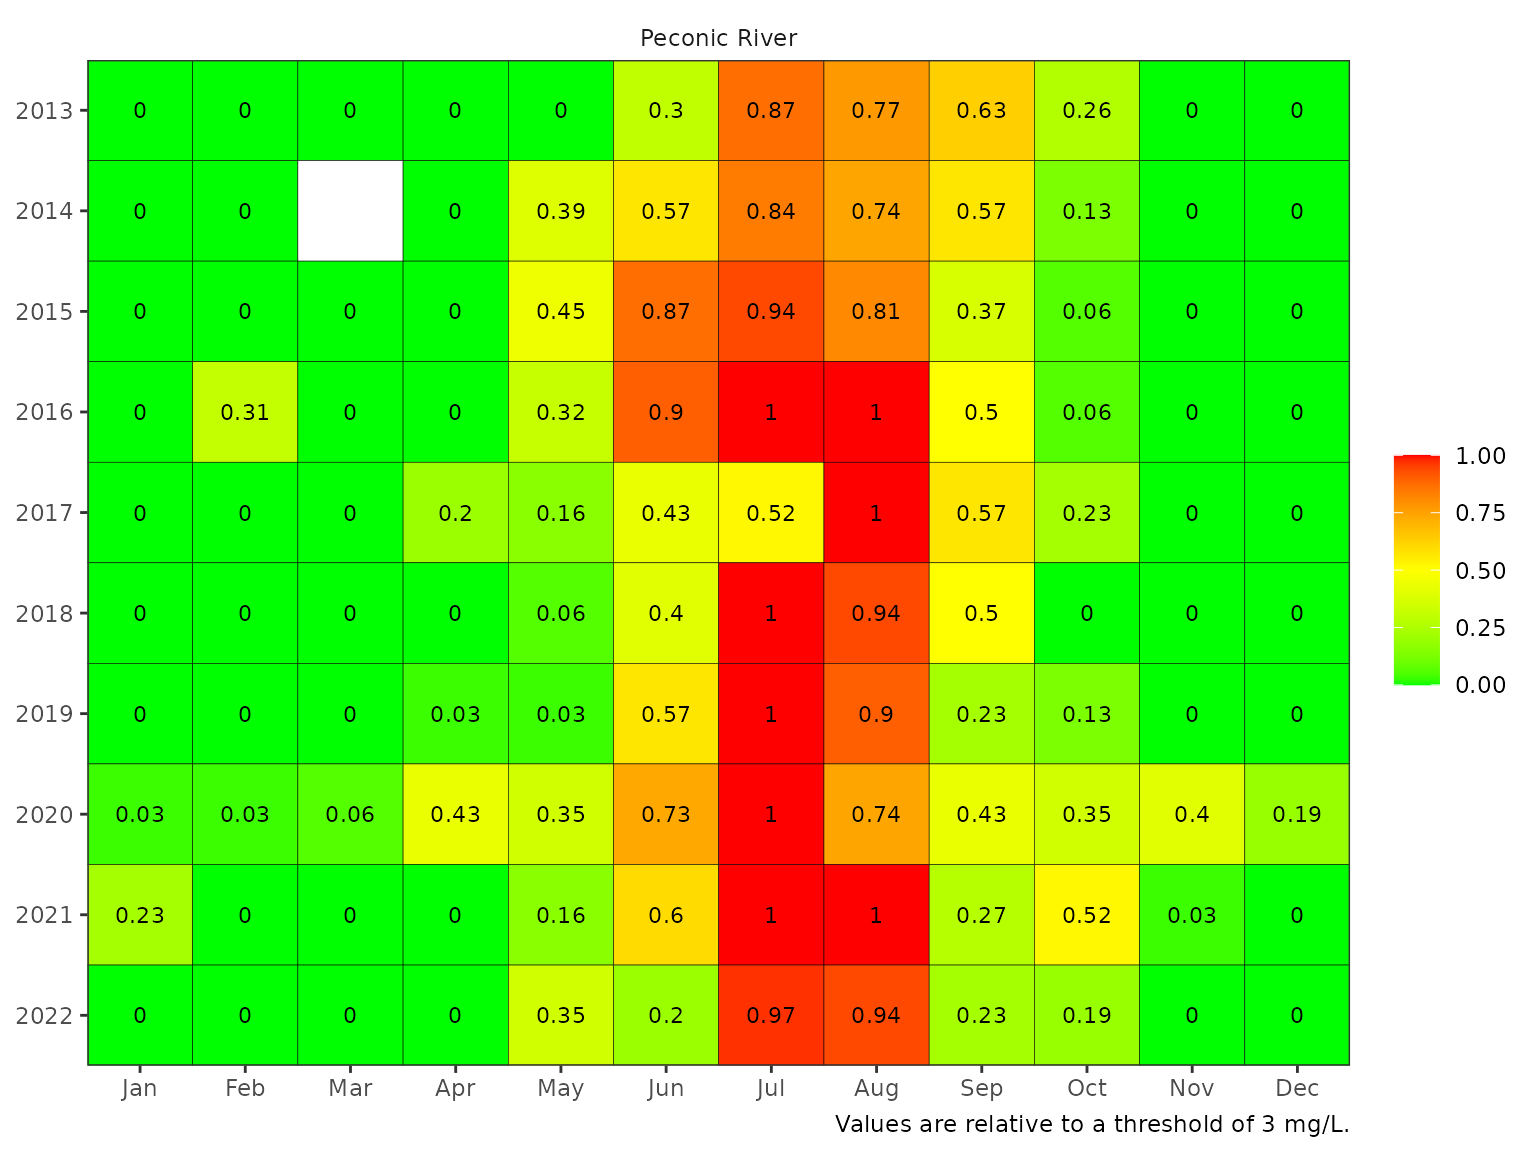 Peconic River
2013 0 0 0 0 0 0.3 0.87 0.77 0.63 0.26 0 0
2014 0 0 0 0.39 0.57 0.84 0.74 0.57 0.13 0 0
2015 0 0 0 0 0.45 0.87 0.94 0.81 0.37 0.06 0 0
2016 0 0.31 0 0 0.32 0.9 1 1 0.5 0.06 0 0
2017 0 0 0 0.2 0.16 0.43 0.52 1 0.57 0.23 0 0
2018 0 0 0 0 0.06 0.4 1 0.94 0.5 0 0 0
2019 0 0 0 0.03 0.03 0.57 1 0.9 0.23 0.13 0 0
2020 0.03 0.03 0.06 0.43 0.35 0.73 1 0.74 0.43 0.35 0.4 0.19
2021 0.23 0 0 0 0.16 0.6 1 1 0.27 0.52 0.03 0
2022 0 0 0 0 0.35 0.2 0.97 0.94 0.23 0.19 0 0
Jan Feb Mar Apr May Jun Jul Aug Sep Oct Nov Dec
Values are relative to a threshold of 3 mg/L.
1.00
0.75
0.50
0.25
0.00